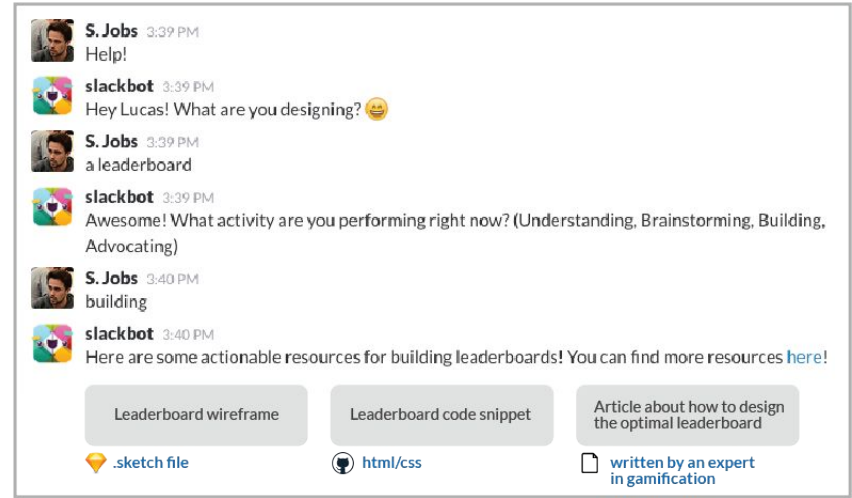 S. Jobs 3:39 PM
Help!
slackbot 3:39 PM
Hey Lucas! What are you designing? 😄
S. Jobs 3:39 PM
a leaderboard
slackbot 3:39 PM
Awesome! What activity are you performing right now? (Understanding, Brainstorming, Building,
Advocating)
S. Jobs 3:40 PM
building
slackbot 3:40 PM
Here are some actionable resources for building leaderboards! You can find more resources here!
Leaderboard wireframe
.sketch file
Leaderboard code snippet
html/css
Article about how to design
the optimal leaderboard
written by an expert
in gamification